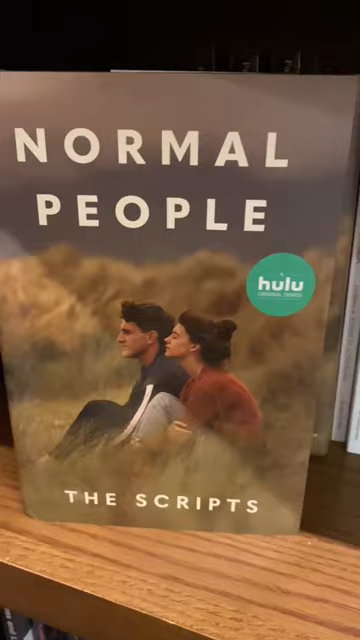 NORMAL
PEOPLE
hulu
ORIGINAL SERIES
THE SCRIPTS